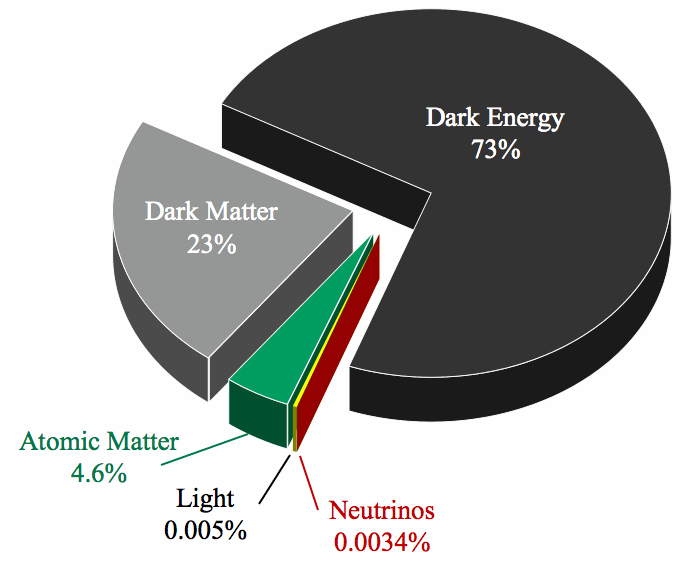 Dark Energy
73%
Dark Matter
23%
Atomic Matter
4.6%
Light
0.005%
Neutrinos
0.0034%